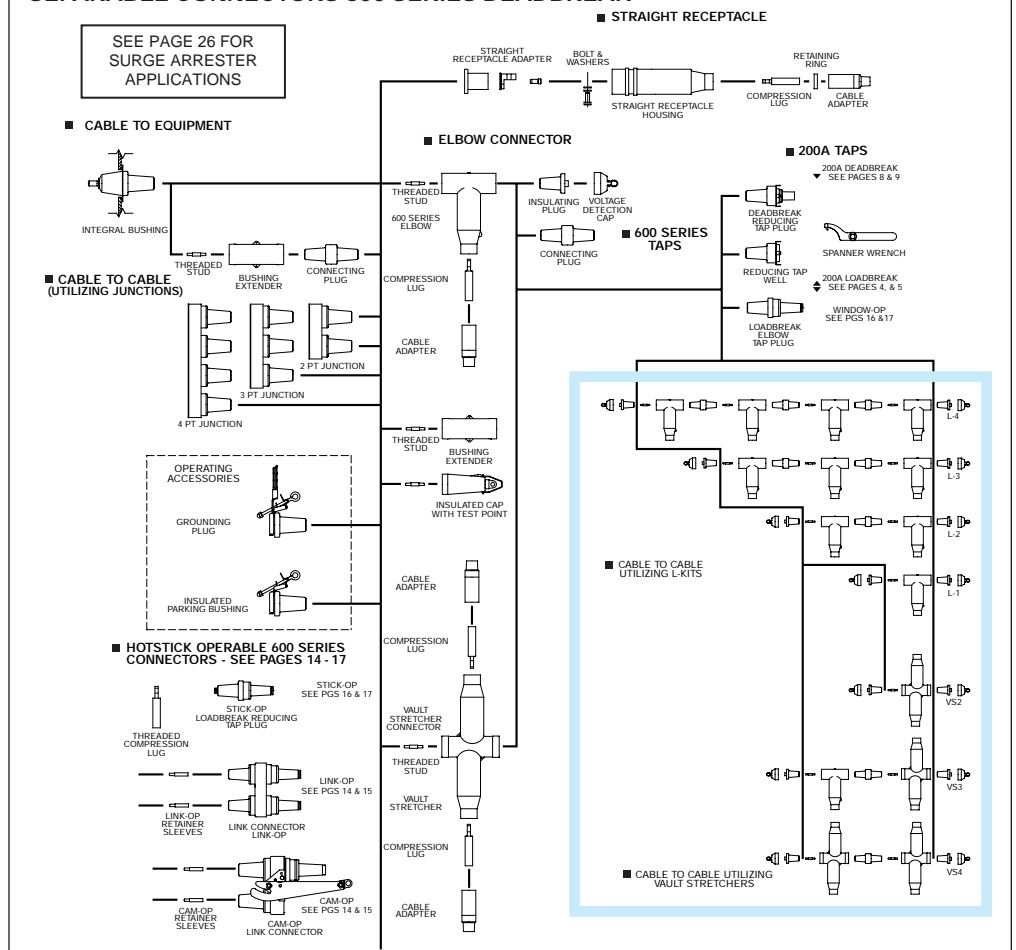 ■ STRAIGHT RECEPTACLE
SEE PAGE 26 FOR
SURGE ARRESTER
APPLICATIONS
STRAIGHT
RECEPTACLE ADAPTER
BOLT &
WASHERS
STRAIGHT RECEPTACLE
HOUSING
COMPRESSION
LUG
RETAINING
RING
CABLE
ADAPTER
■ CABLE TO EQUIPMENT
INTEGRAL BUSHING
THREADED
STUD
BUSHING
EXTENDER
CONNECTING
PLUG
■ ELBOW CONNECTOR
THREADED
STUD
600 SERIES
ELBOW
COMPRESSION
LUG
CABLE
ADAPTER
INSULATING
PLUG
VOLTAGE
DETECTION
CAP
CONNECTING
PLUG
■ 600 SERIES
TAPS
■ 200A TAPS
200A DEADBREAK
▼ SEE PAGES 8 & 9
DEADBREAK
REDUCING
TAP PLUG
SPANNER WRENCH
REDUCING TAP
WELL
200A LOADBREAK
SEE PAGES 4, & 5
LOADBREAK
ELBOW
TAP PLUG
WINDOW-OP
SEE PGS 16 &17
■ CABLE TO CABLE
(UTILIZING JUNCTIONS)
2 PT JUNCTION
3 PT JUNCTION
4 PT JUNCTION
THREADED
STUD
BUSHING
EXTENDER
INSULATED CAP
WITH TEST POINT
OPERATING
ACCESSORIES
GROUNDING
PLUG
INSULATED
PARKING BUSHING
■ HOTSTICK OPERABLE 600 SERIES
CONNECTORS - SEE PAGES 14 - 17
THREADED
COMPRESSION
LUG
STICK-OP
LOADBREAK REDUCING
TAP PLUG
STICK-OP
SEE PGS 16 & 17
LINK-OP
RETAINER
SLEEVES
LINK CONNECTOR
LINK-OP
LINK-OP
SEE PGS 14 & 15
CAM-OP
RETAINER
SLEEVES
CAM-OP
LINK CONNECTOR
CAM-OP
SEE PGS 14 & 15
CABLE
ADAPTER
COMPRESSION
LUG
VAULT
STRETCHER
CONNECTOR
THREADED
STUD
VAULT
STRETCHER
COMPRESSION
LUG
CABLE
ADAPTER
L-4
L-3
L-2
■ CABLE TO CABLE
UTILIZING L-KITS
L-1
VS2
VS3
VS4
■ CABLE TO CABLE UTILIZING
VAULT STRETCHERS